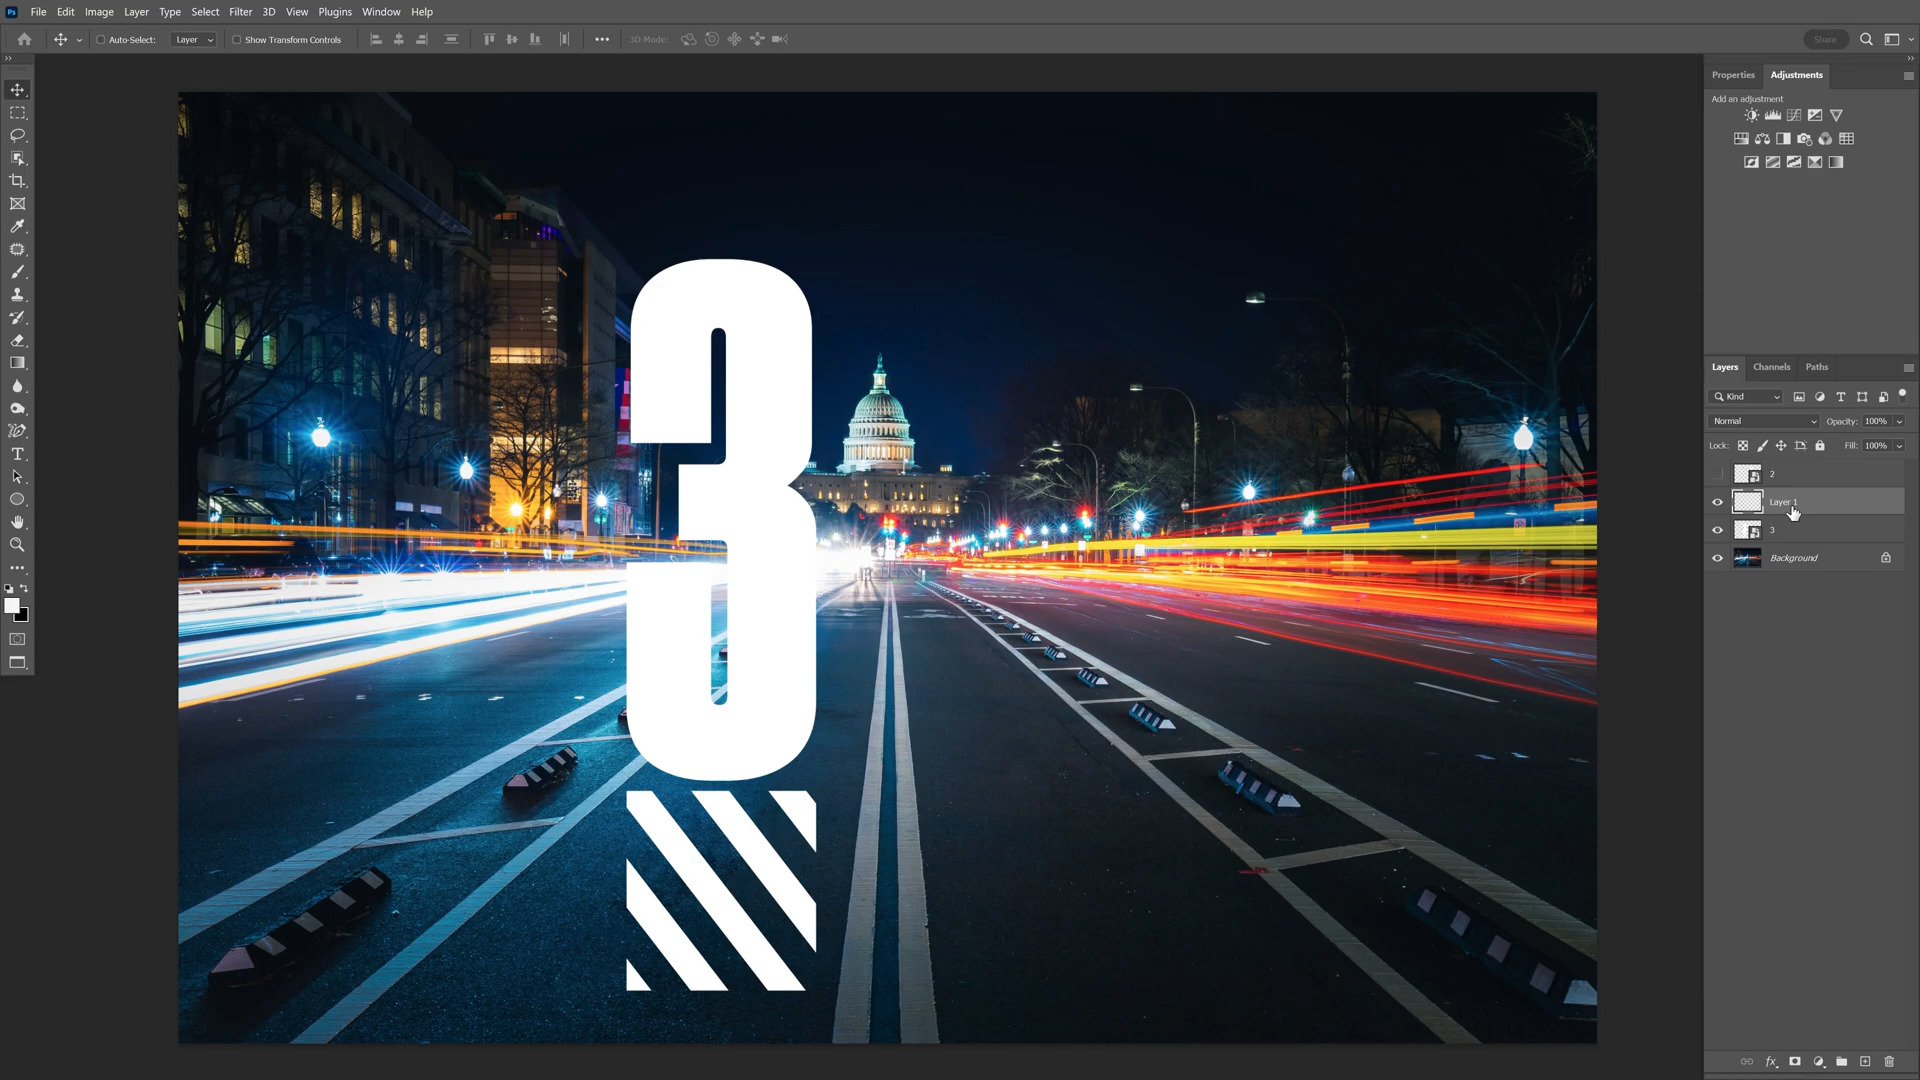 Ps File Edit Image Layer Type Select Filter 3D View Plugins Window Help
Auto-Select: Layer Show Transform Controls 3D Mode: Share
Properties Adjustments
Add an adjustment
3
Layers Channels Paths
Kind
Normal Opacity: 100%
Lock: Fill: 100%
2
Layer 1
3
Background